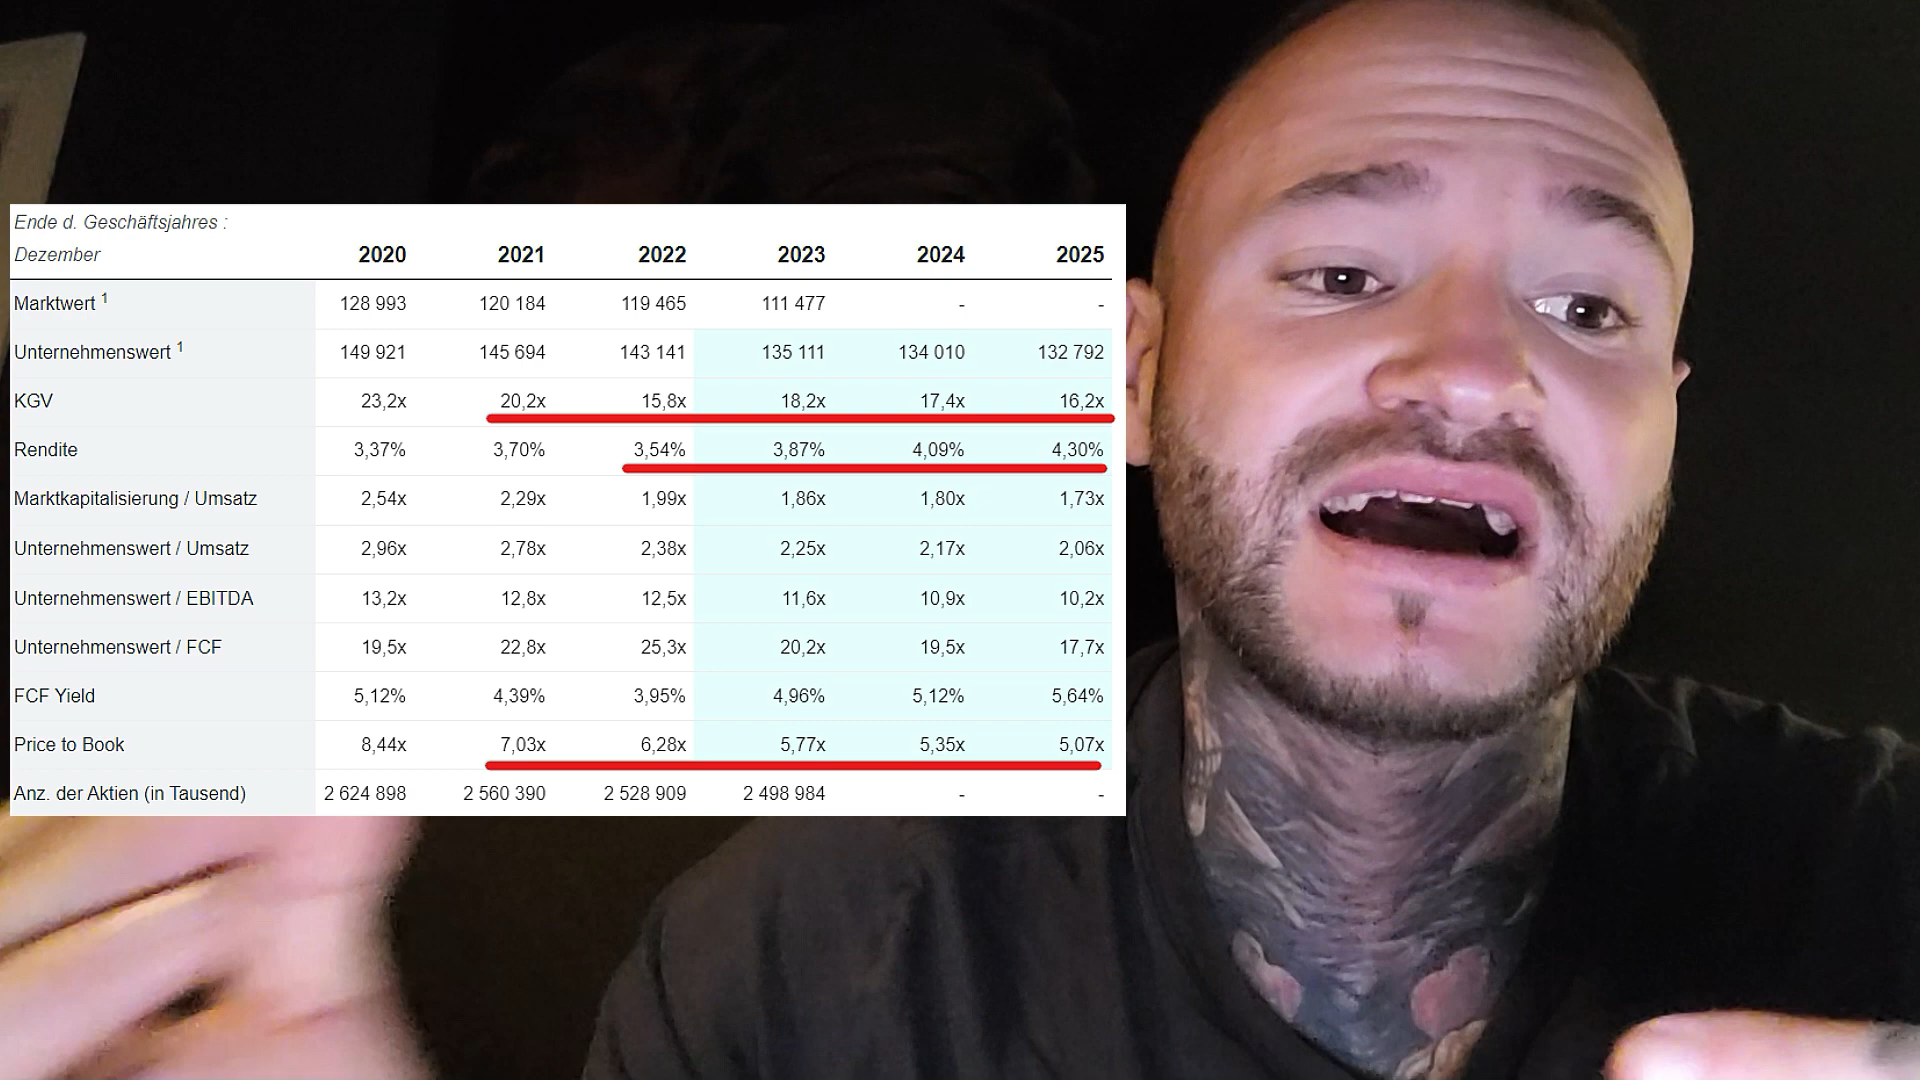 Ende d. Geschäftsjahres :
Dezember 2020 2021 2022 2023 2024 2025
Marktwert 1 128 993 120 184 119 465 111 477 - -
Unternehmenswert 1 149 921 145 694 143 141 135 111 134 010 132 792
KGV 23,2x 20,2x 15,8x 18,2x 17,4x 16,2x
Rendite 3,37% 3,70% 3,54% 3,87% 4,09% 4,30%
Marktkapitalisierung / Umsatz 2,54x 2,29x 1,99x 1,86x 1,80x 1,73x
Unternehmenswert / Umsatz 2,96x 2,78x 2,38x 2,25x 2,17x 2,06x
Unternehmenswert / EBITDA 13,2x 12,8x 12,5x 11,6x 10,9x 10,2x
Unternehmenswert / FCF 19,5x 22,8x 25,3x 20,2x 19,5x 17,7x
FCF Yield 5,12% 4,39% 3,95% 4,96% 5,12% 5,64%
Price to Book 8,44x 7,03x 6,28x 5,77x 5,35x 5,07x
Anz. der Aktien (in Tausend) 2 624 898 2 560 390 2 528 909 2 498 984 - -